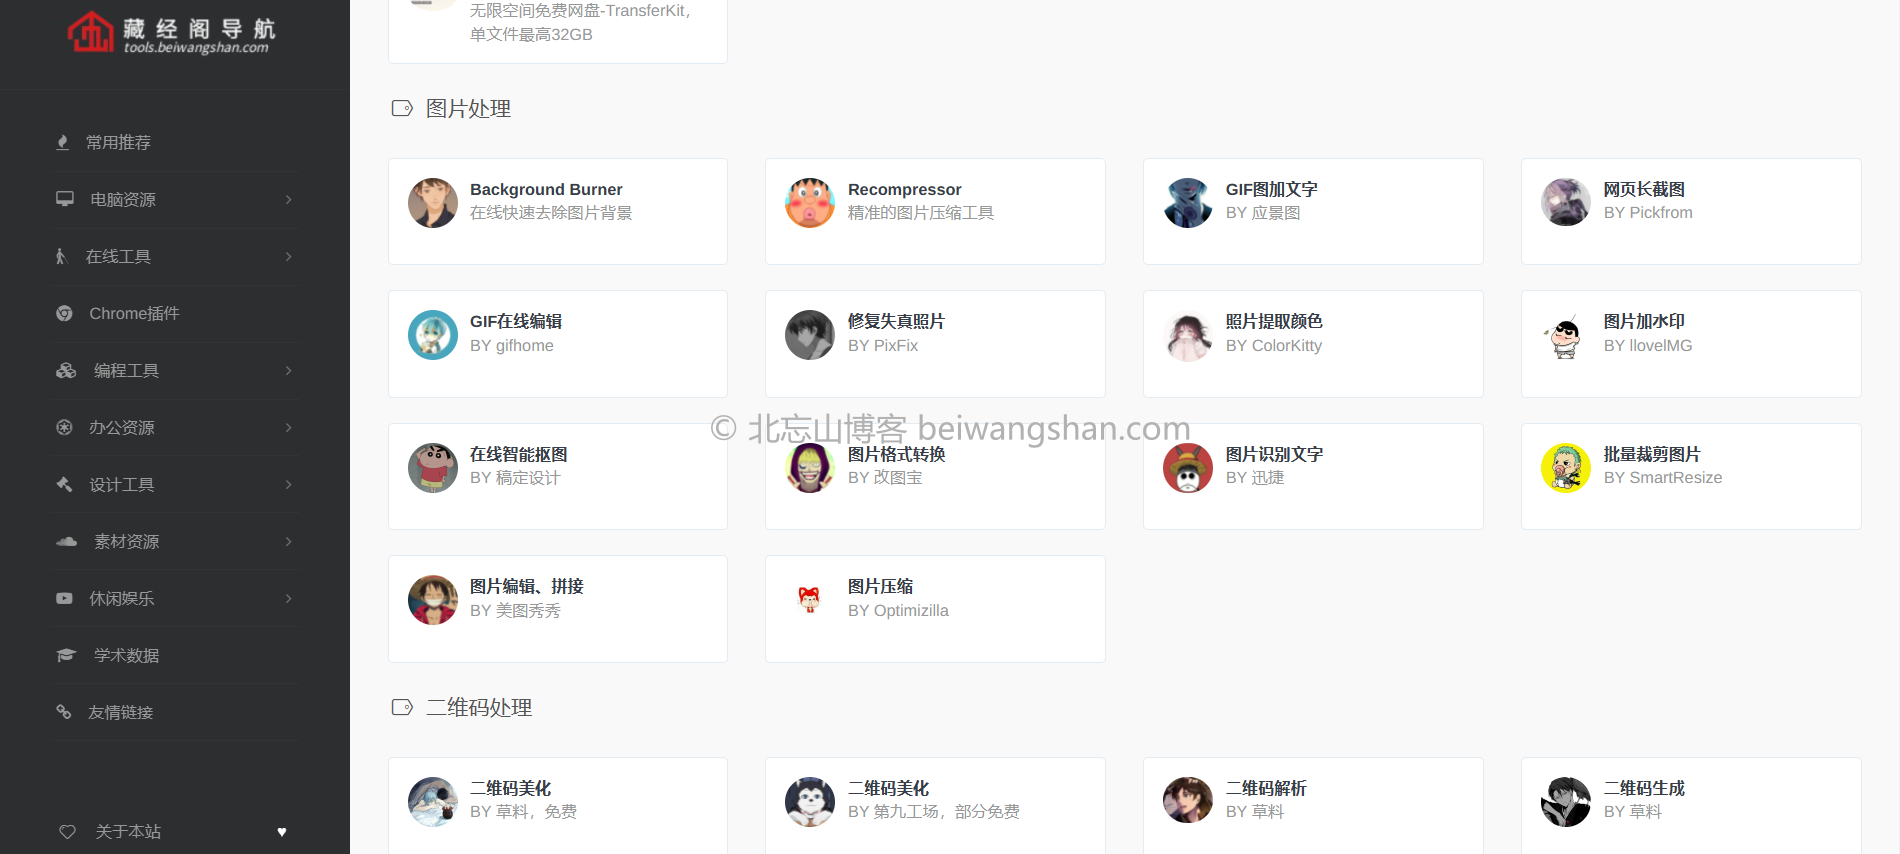 藏经阁导航
tools.beiwangshan.com
常用推荐
电脑资源
在线工具
Chrome插件
编程工具
办公资源
设计工具
素材资源
休闲娱乐
学术数据
友情链接
关于本站
无限空间免费网盘-TransferKit，
单文件最高32GB
图片处理
Background Burner
在线快速去除图片背景
Recompressor
精准的图片压缩工具
GIF图加文字
BY 应景图
网页长截图
BY Pickfrom
GIF在线编辑
BY gifhome
修复失真照片
BY PixFix
照片提取颜色
BY ColorKitty
图片加水印
BY llovelMG
© 北忘山博客 beiwangshan.com
在线智能抠图
BY 稿定设计
图片格式转换
BY 改图宝
图片识别文字
BY 迅捷
批量裁剪图片
BY SmartResize
图片编辑、拼接
BY 美图秀秀
图片压缩
BY Optimizilla
二维码处理
二维码美化
BY 草料，免费
二维码美化
BY 第九工场，部分免费
二维码解析
BY 草料
二维码生成
BY 草料